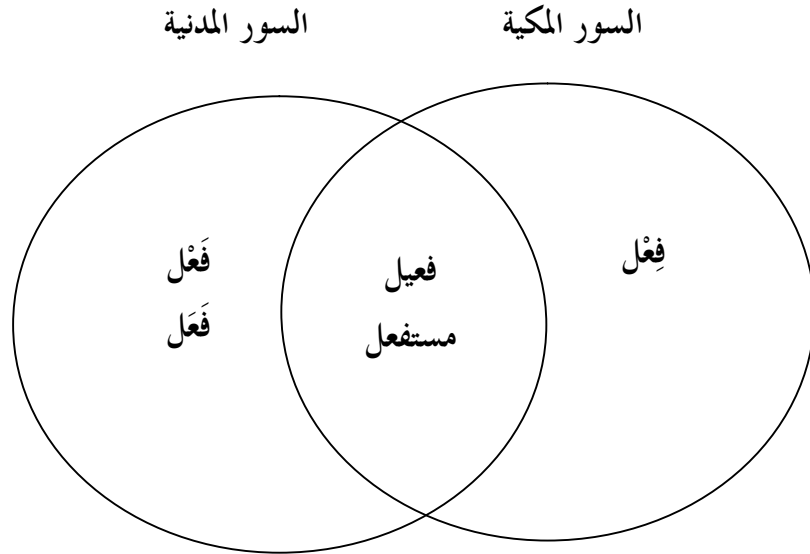 السور المكية
السور المدنية
فِعْل
فعيل
مستفعل
فَعْل
فَعَل